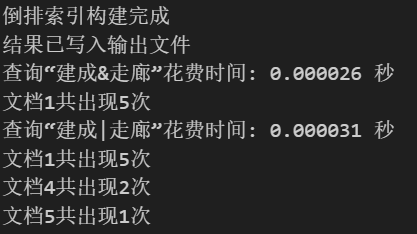 倒排索引构建完成
结果已写入输出文件
查询“建成&走廊”花费时间: 0.000026 秒
文档1共出现5次
查询“建成|走廊”花费时间: 0.000031 秒
文档1共出现5次
文档4共出现2次
文档5共出现1次